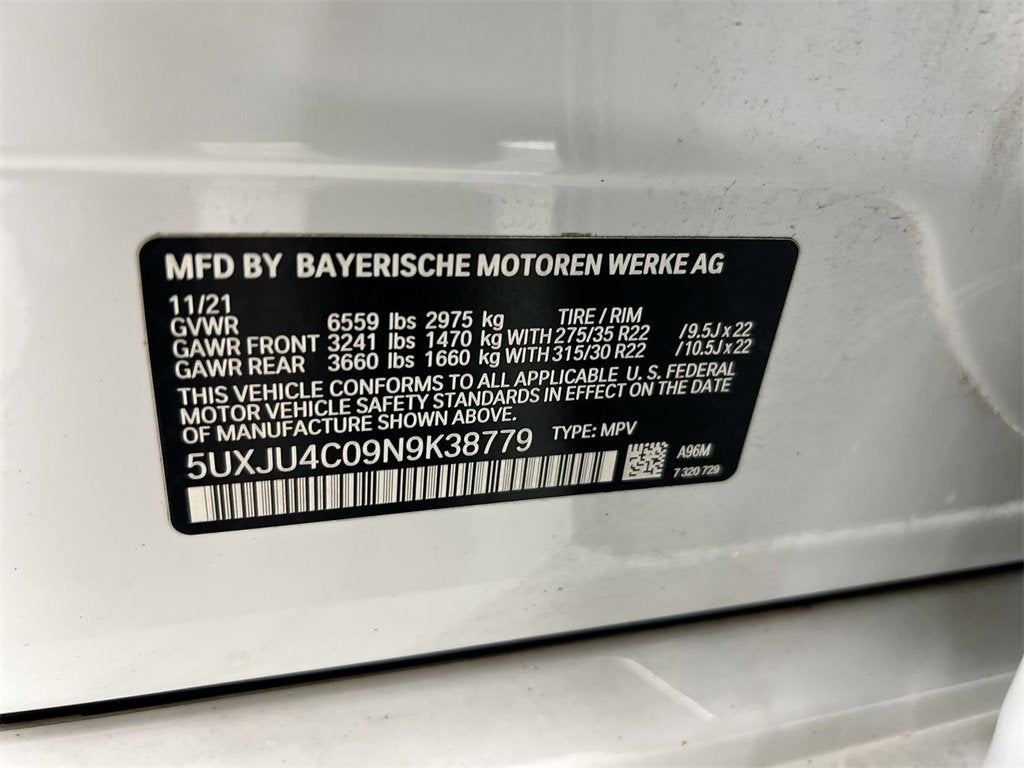 MFD BY BAYERISCHE MOTOREN WERKE AG
11/21 TIRE / RIM
GVWR 6559 lbs 2975 kg
GAWR FRONT 3241 lbs 1470 kg WITH 275/35 R22 /9.5J x 22
GAWR REAR 3660 lbs 1660 kg WITH 315/30 R22 /10.5J x 22
THIS VEHICLE CONFORMS TO ALL APPLICABLE U. S. FEDERAL
MOTOR VEHICLE SAFETY STANDARDS IN EFFECT ON THE DATE
OF MANUFACTURE SHOWN ABOVE.
5UXJU4C09N9K38779 TYPE: MPV
A96M
7 320 729